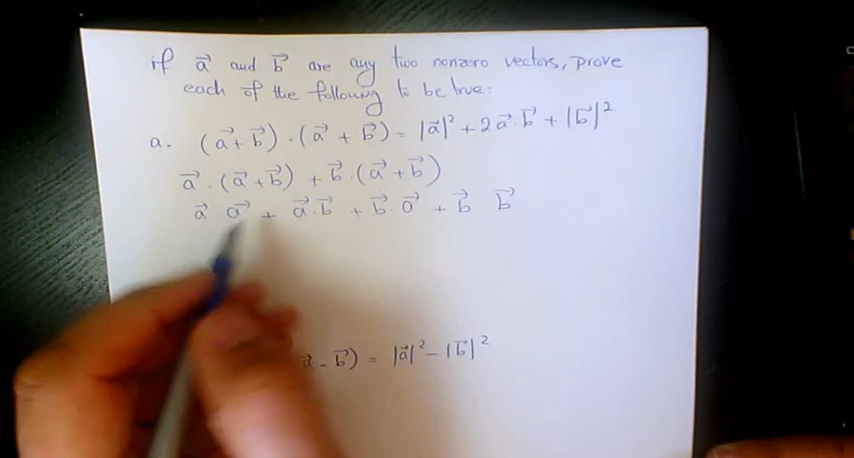 if a⃗ and b⃗ are any two nonzero vectors, prove
each of the following to be true:
a. (a⃗+b⃗)·(a⃗+b⃗) = |a⃗|² + 2a⃗·b⃗ + |b⃗|²
a⃗·(a⃗+b⃗) + b⃗·(a⃗+b⃗)
a⃗ a⃗ + a⃗·b⃗ + b⃗·a⃗ + b⃗ b⃗
a⃗ - b⃗) = |a⃗|² - |b⃗|²